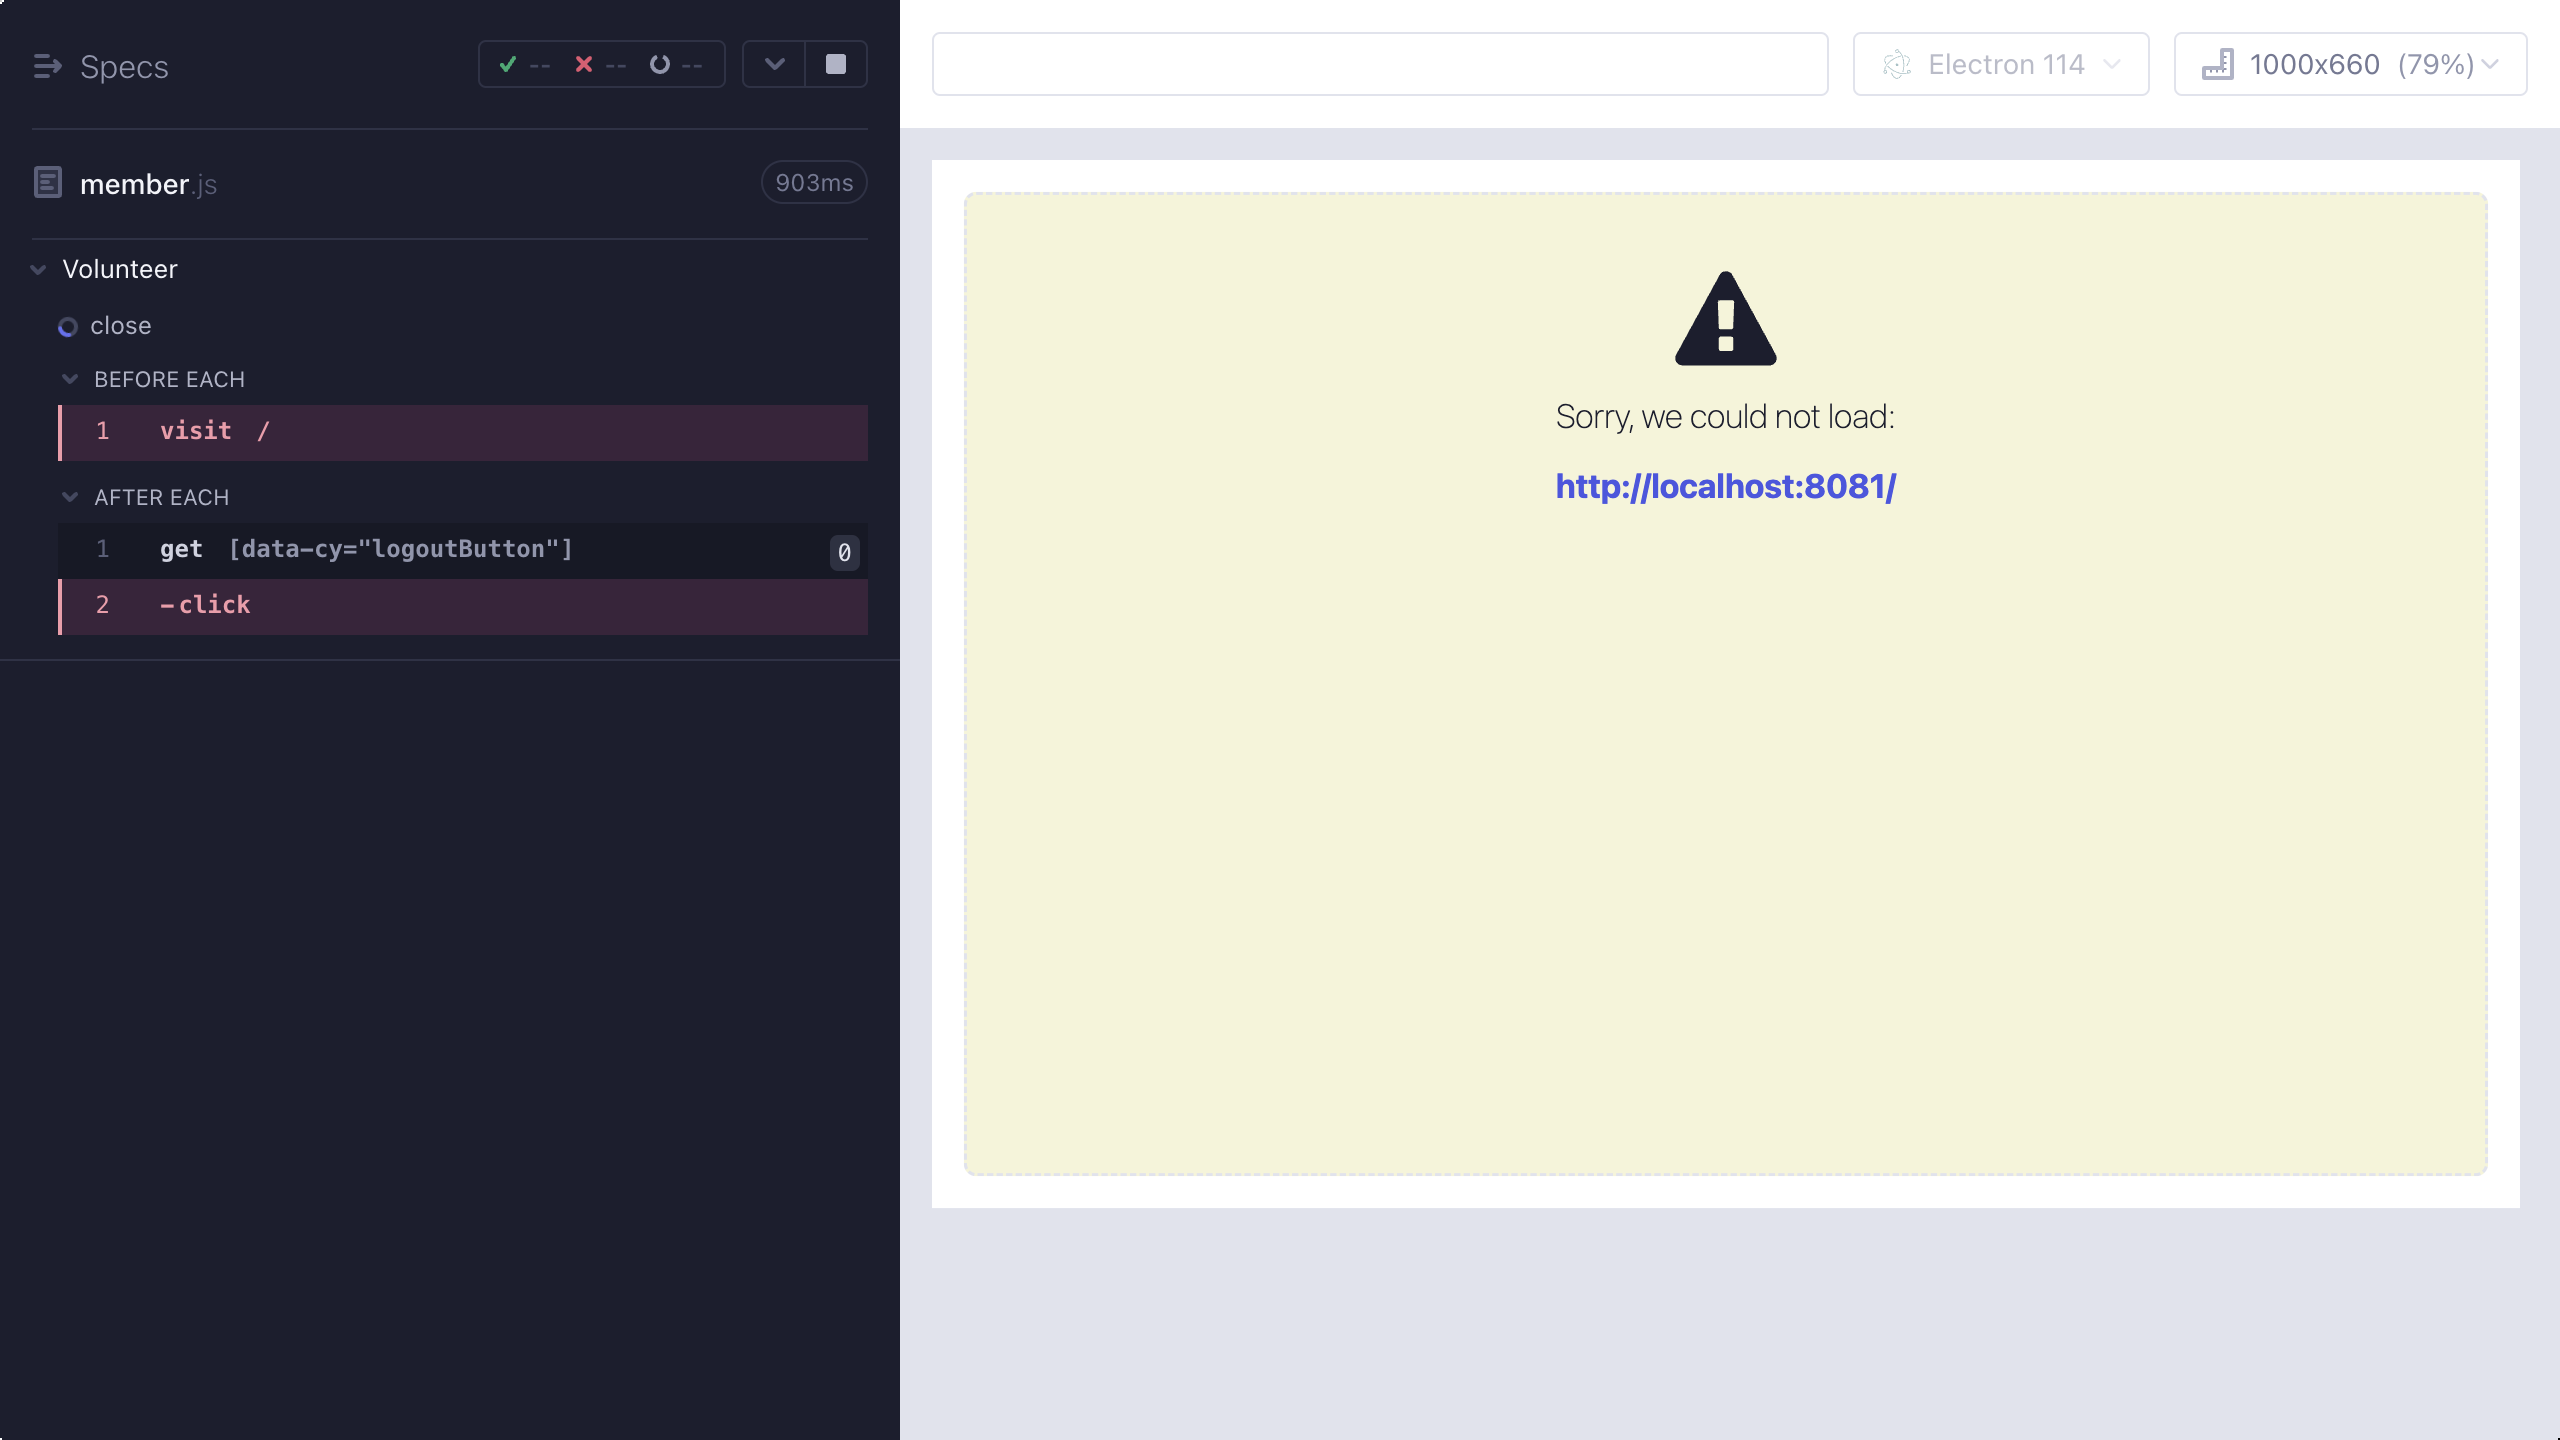 Specs
-- -- --
member.js
903ms
Volunteer
close
BEFORE EACH
1 visit /
AFTER EACH
1 get [data-cy="logoutButton"] 0
2 -click
Electron 114
1000x660 (79%)
Sorry, we could not load:
http://localhost:8081/